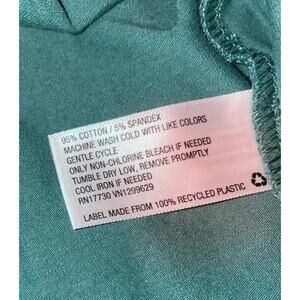 95% COTTON / 5% SPANDEX
MACHINE WASH COLD WITH LIKE COLORS
GENTLE CYCLE
ONLY NON-CHLORINE BLEACH IF NEEDED
TUMBLE DRY LOW, REMOVE PROMPTLY
COOL IRON IF NEEDED
RN17730 VN1299629
LABEL MADE FROM 100% RECYCLED PLASTIC